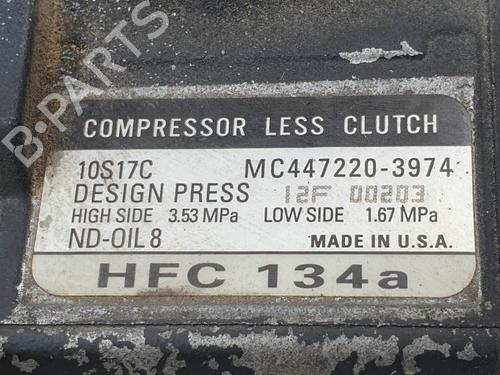 B-PARTS
COMPRESSOR LESS CLUTCH
10S17C MC447220-3974
DESIGN PRESS 12F 00203
HIGH SIDE 3.53 MPa LOW SIDE 1.67 MPa
ND-OIL 8 MADE IN U.S.A.
HFC 134a